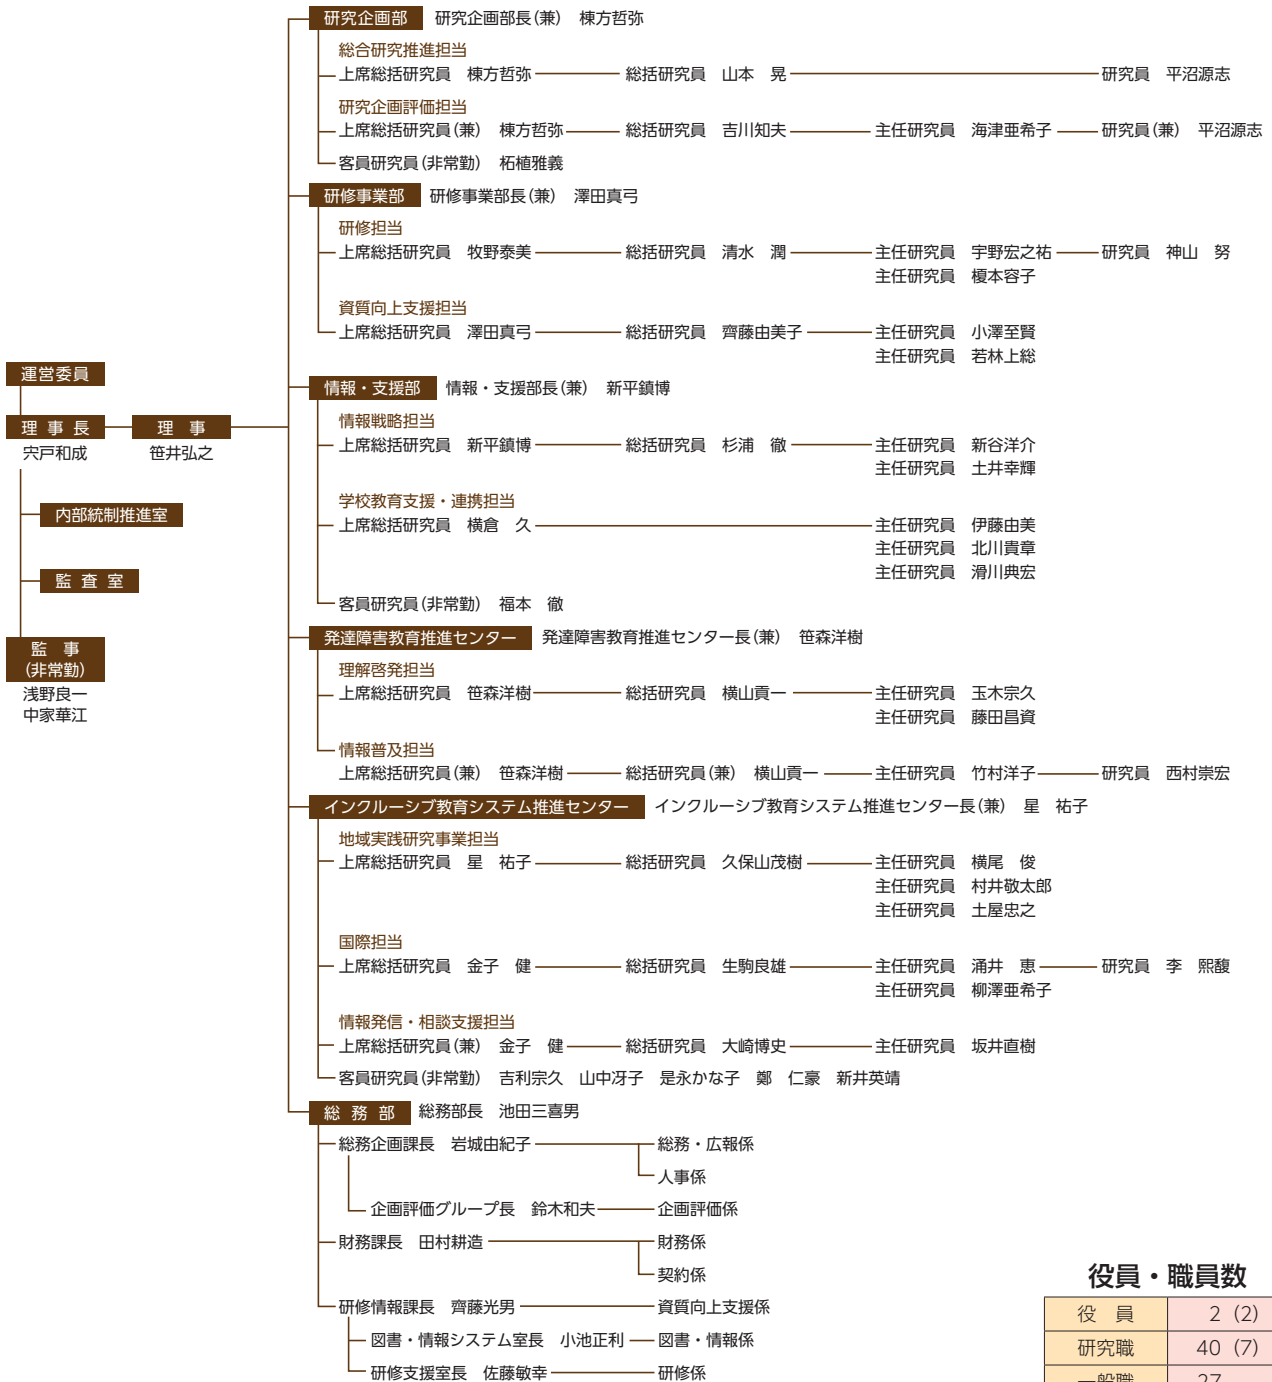 研究企画部　研究企画部長(兼)　棟方哲弥
総合研究推進担当
上席総括研究員　棟方哲弥　総括研究員　山本　晃　研究員　平沼源志
研究企画評価担当
上席総括研究員(兼)　棟方哲弥　総括研究員　吉川知夫　主任研究員　海津亜希子　研究員(兼)　平沼源志
客員研究員(非常勤)　柘植雅義
研修事業部　研修事業部長(兼)　澤田真弓
研修担当
上席総括研究員　牧野泰美　総括研究員　清水　潤　主任研究員　宇野宏之祐　研究員　神山　努
主任研究員　榎本容子
資質向上支援担当
上席総括研究員　澤田真弓　総括研究員　齊藤由美子　主任研究員　小澤至賢
主任研究員　若林上総
運営委員
理事長　理　事
宍戸和成　笹井弘之
内部統制推進室
監査室
監　事
(非常勤)
浅野良一
中家華江
情報・支援部　情報・支援部長(兼)　新平鎮博
情報戦略担当
上席総括研究員　新平鎮博　総括研究員　杉浦　徹　主任研究員　新谷洋介
主任研究員　土井幸輝
学校教育支援・連携担当
上席総括研究員　横倉　久　主任研究員　伊藤由美
主任研究員　北川貴章
主任研究員　滑川典宏
客員研究員(非常勤)　福本　徹
発達障害教育推進センター　発達障害教育推進センター長(兼)　笹森洋樹
理解啓発担当
上席総括研究員　笹森洋樹　総括研究員　横山貢一　主任研究員　玉木宗久
主任研究員　藤田昌資
情報普及担当
上席総括研究員(兼)　笹森洋樹　総括研究員(兼)　横山貢一　主任研究員　竹村洋子　研究員　西村崇宏
インクルーシブ教育システム推進センター　インクルーシブ教育システム推進センター長(兼)　星　祐子
地域実践研究事業担当
上席総括研究員　星　祐子　総括研究員　久保山茂樹　主任研究員　横尾　俊
主任研究員　村井敬太郎
主任研究員　土屋忠之
国際担当
上席総括研究員　金子　健　総括研究員　生駒良雄　主任研究員　涌井　恵　研究員　李　熙馥
主任研究員　柳澤亜希子
情報発信・相談支援担当
上席総括研究員(兼)　金子　健　総括研究員　大崎博史　主任研究員　坂井直樹
客員研究員(非常勤)　吉利宗久　山中冴子　是永かな子　鄭　仁豪　新井英靖
総務部　総務部長　池田三喜男
総務企画課長　岩城由紀子　総務・広報係
人事係
企画評価グループ長　鈴木和夫　企画評価係
財務課長　田村耕造　財務係
契約係
研修情報課長　齊藤光男　資質向上支援係
図書・情報システム室長　小池正利　図書・情報係
研修支援室長　佐藤敏幸　研修係
役員・職員数
役　員　2 (2)
研究職　40 (7)
一般職　27